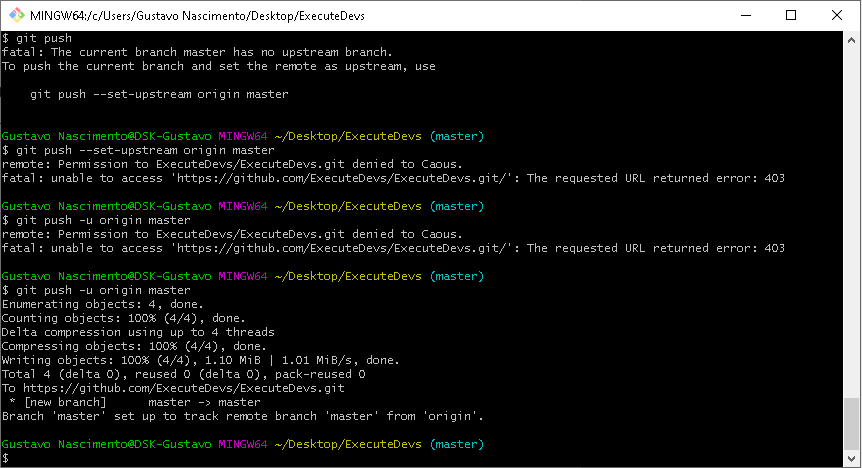 MINGW64:/c/Users/Gustavo Nascimento/Desktop/ExecuteDevs
$ git push
fatal: The current branch master has no upstream branch.
To push the current branch and set the remote as upstream, use
git push --set-upstream origin master
Gustavo Nascimento@DSK-Gustavo MINGW64 ~/Desktop/ExecuteDevs (master)
$ git push --set-upstream origin master
remote: Permission to ExecuteDevs/ExecuteDevs.git denied to Caous.
fatal: unable to access 'https://github.com/ExecuteDevs/ExecuteDevs.git/': The requested URL returned error: 403
Gustavo Nascimento@DSK-Gustavo MINGW64 ~/Desktop/ExecuteDevs (master)
$ git push -u origin master
remote: Permission to ExecuteDevs/ExecuteDevs.git denied to Caous.
fatal: unable to access 'https://github.com/ExecuteDevs/ExecuteDevs.git/': The requested URL returned error: 403
Gustavo Nascimento@DSK-Gustavo MINGW64 ~/Desktop/ExecuteDevs (master)
$ git push -u origin master
Enumerating objects: 4, done.
Counting objects: 100% (4/4), done.
Delta compression using up to 4 threads
Compressing objects: 100% (4/4), done.
Writing objects: 100% (4/4), 1.10 MiB | 1.01 MiB/s, done.
Total 4 (delta 0), reused 0 (delta 0), pack-reused 0
To https://github.com/ExecuteDevs/ExecuteDevs.git
* [new branch]      master -> master
Branch 'master' set up to track remote branch 'master' from 'origin'.
Gustavo Nascimento@DSK-Gustavo MINGW64 ~/Desktop/ExecuteDevs (master)
$